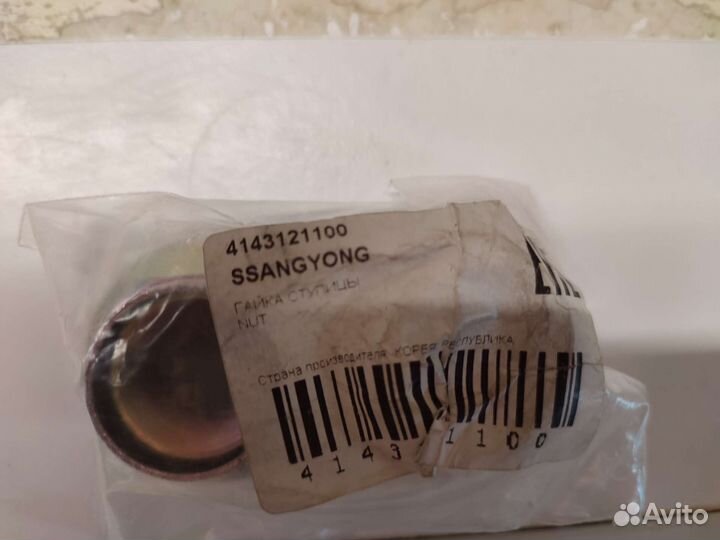 4143121100
SSANGYONG
ГАЙКА СТУПИЦЫ
NUT
Страна производителя КОРЕЯ РЕСПУБЛИКА
4143 1100
Avito